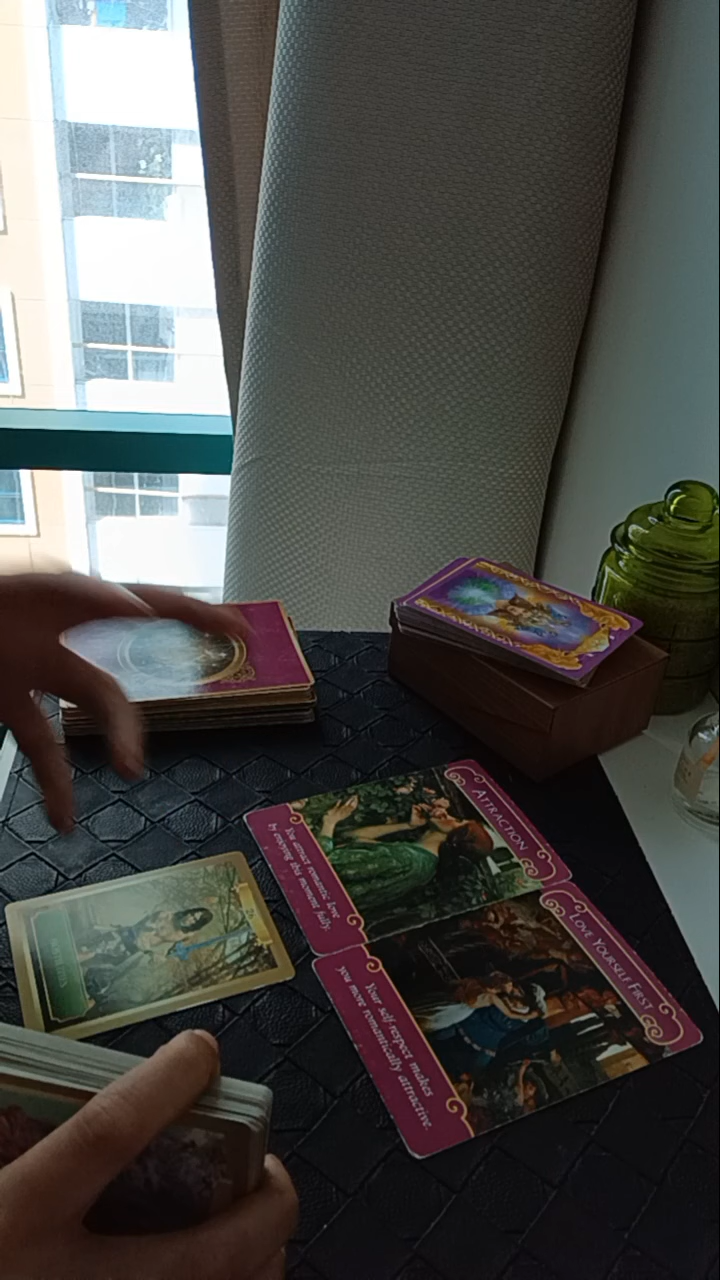 ATTRACTION
You attract romantic love
by enjoying this moment fully.
LOVE YOURSELF FIRST
Your self-respect makes
you more romantically attractive.